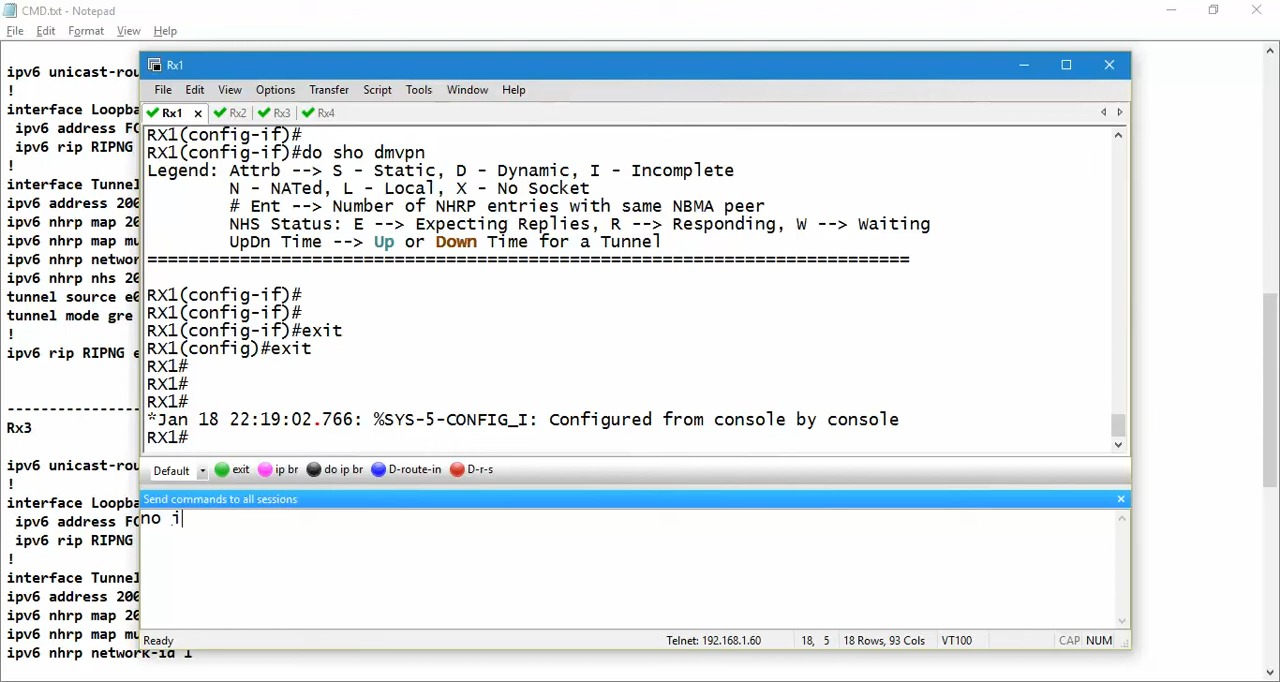 CMD.txt - Notepad
File Edit Format View Help
ipv6 unicast-rou
!
interface Loopba
ipv6 address FC
ipv6 rip RIPNG
!
interface Tunnel
ipv6 address 200
ipv6 nhrp map 20
ipv6 nhrp map mu
ipv6 nhrp networ
ipv6 nhrp nhs 20
tunnel source e0
tunnel mode gre
!
ipv6 rip RIPNG e
----------------
Rx3
ipv6 unicast-rou
!
interface Loopba
ipv6 address FC
ipv6 rip RIPNG
!
interface Tunnel
ipv6 address 200
ipv6 nhrp map 20
ipv6 nhrp map mu
ipv6 nhrp network-id 1
Rx1
File Edit View Options Transfer Script Tools Window Help
Rx1 Rx2 Rx3 Rx4
RX1(config-if)#
RX1(config-if)#do sho dmvpn
Legend: Attrb --> S - Static, D - Dynamic, I - Incomplete
N - NATed, L - Local, X - No Socket
# Ent --> Number of NHRP entries with same NBMA peer
NHS Status: E --> Expecting Replies, R --> Responding, W --> Waiting
UpDn Time --> Up or Down Time for a Tunnel
==========================================================================
RX1(config-if)#
RX1(config-if)#
RX1(config-if)#exit
RX1(config)#exit
RX1#
RX1#
RX1#
*Jan 18 22:19:02.766: %SYS-5-CONFIG_I: Configured from console by console
RX1#
Default exit ip br do ip br D-route-in D-r-s
Send commands to all sessions
no i
Ready Telnet: 192.168.1.60 18, 5 18 Rows, 93 Cols VT100 CAP NUM